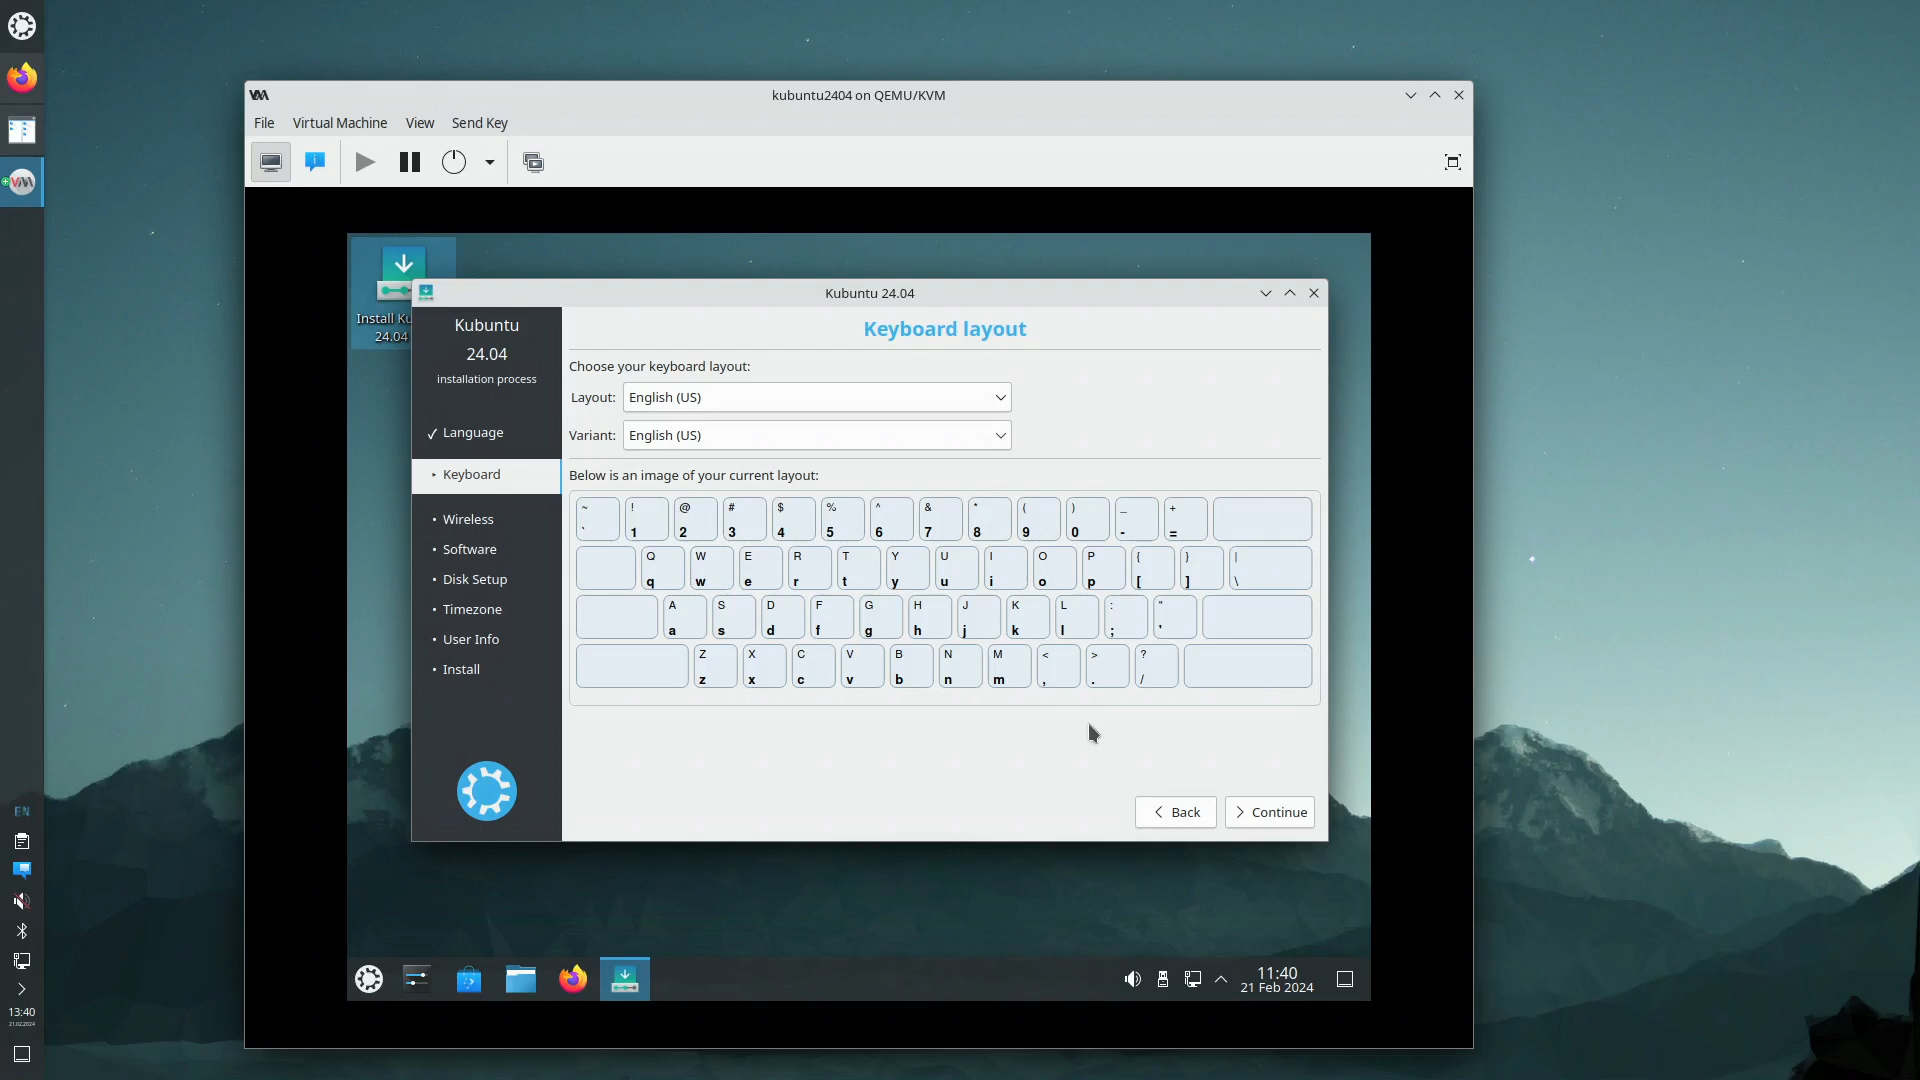 kubuntu2404 on QEMU/KVM
File Virtual Machine View Send Key
Install Ku
24.04
Kubuntu 24.04
Kubuntu
24.04
installation process
✓ Language
▸ Keyboard
• Wireless
• Software
• Disk Setup
• Timezone
• User Info
• Install
Keyboard layout
Choose your keyboard layout:
Layout: English (US)
Variant: English (US)
Below is an image of your current layout:
~ ! @ # $ % ^ & * ( ) _ +
` 1 2 3 4 5 6 7 8 9 0 - =
Q W E R T Y U I O P { } |
q w e r t y u i o p [ ] \
A S D F G H J K L : "
a s d f g h j k l ; '
Z X C V B N M < > ?
z x c v b n m , . /
< Back > Continue
11:40
21 Feb 2024
EN
13:40
21.02.2024